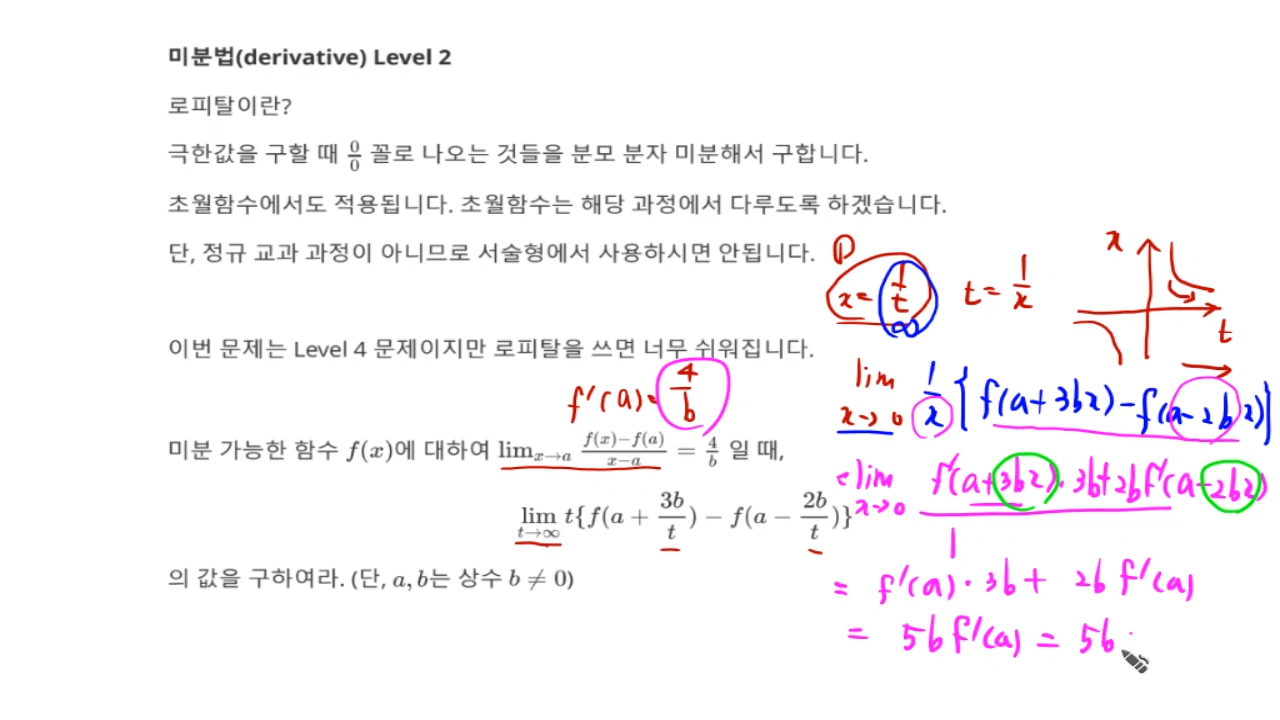 미분법(derivative) Level 2
로피탈이란?
극한값을 구할 때 0/0 꼴로 나오는 것들을 분모 분자 미분해서 구합니다.
초월함수에서도 적용됩니다. 초월함수는 해당 과정에서 다루도록 하겠습니다.
단, 정규 교과 과정이 아니므로 서술형에서 사용하시면 안됩니다.
이번 문제는 Level 4 문제이지만 로피탈을 쓰면 너무 쉬워집니다.
f'(a) = 4/b
미분 가능한 함수 f(x)에 대하여 lim_{x→a} (f(x)−f(a))/(x−a) = 4/b 일 때,
lim_{t→∞} t{f(a + 3b/t) − f(a − 2b/t)}
의 값을 구하여라. (단, a, b는 상수 b ≠ 0)
x = 1/t ∞ t = 1/x
x t
lim_{x→0} 1/x {f(a+3bx) − f(a−2bx)}
= lim_{x→0} (f'(a+3bx)·3b + 2bf'(a−2bx))/1
= f'(a)·3b + 2b f'(a)
= 5b f'(a) = 5b ·